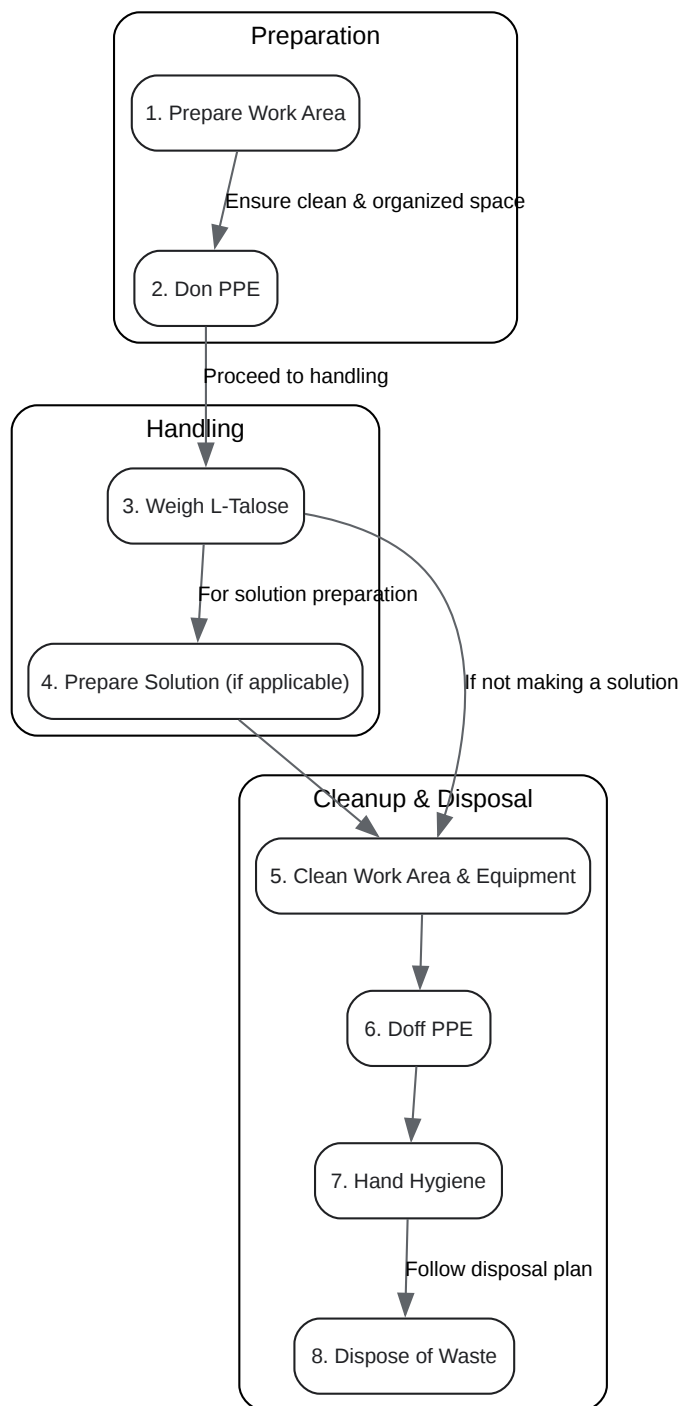 Preparation
1. Prepare Work Area
Ensure clean & organized space
2. Don PPE
Proceed to handling
Handling
3. Weigh L-Talose
For solution preparation
4. Prepare Solution (if applicable)
If not making a solution
Cleanup & Disposal
5. Clean Work Area & Equipment
6. Doff PPE
7. Hand Hygiene
Follow disposal plan
8. Dispose of Waste